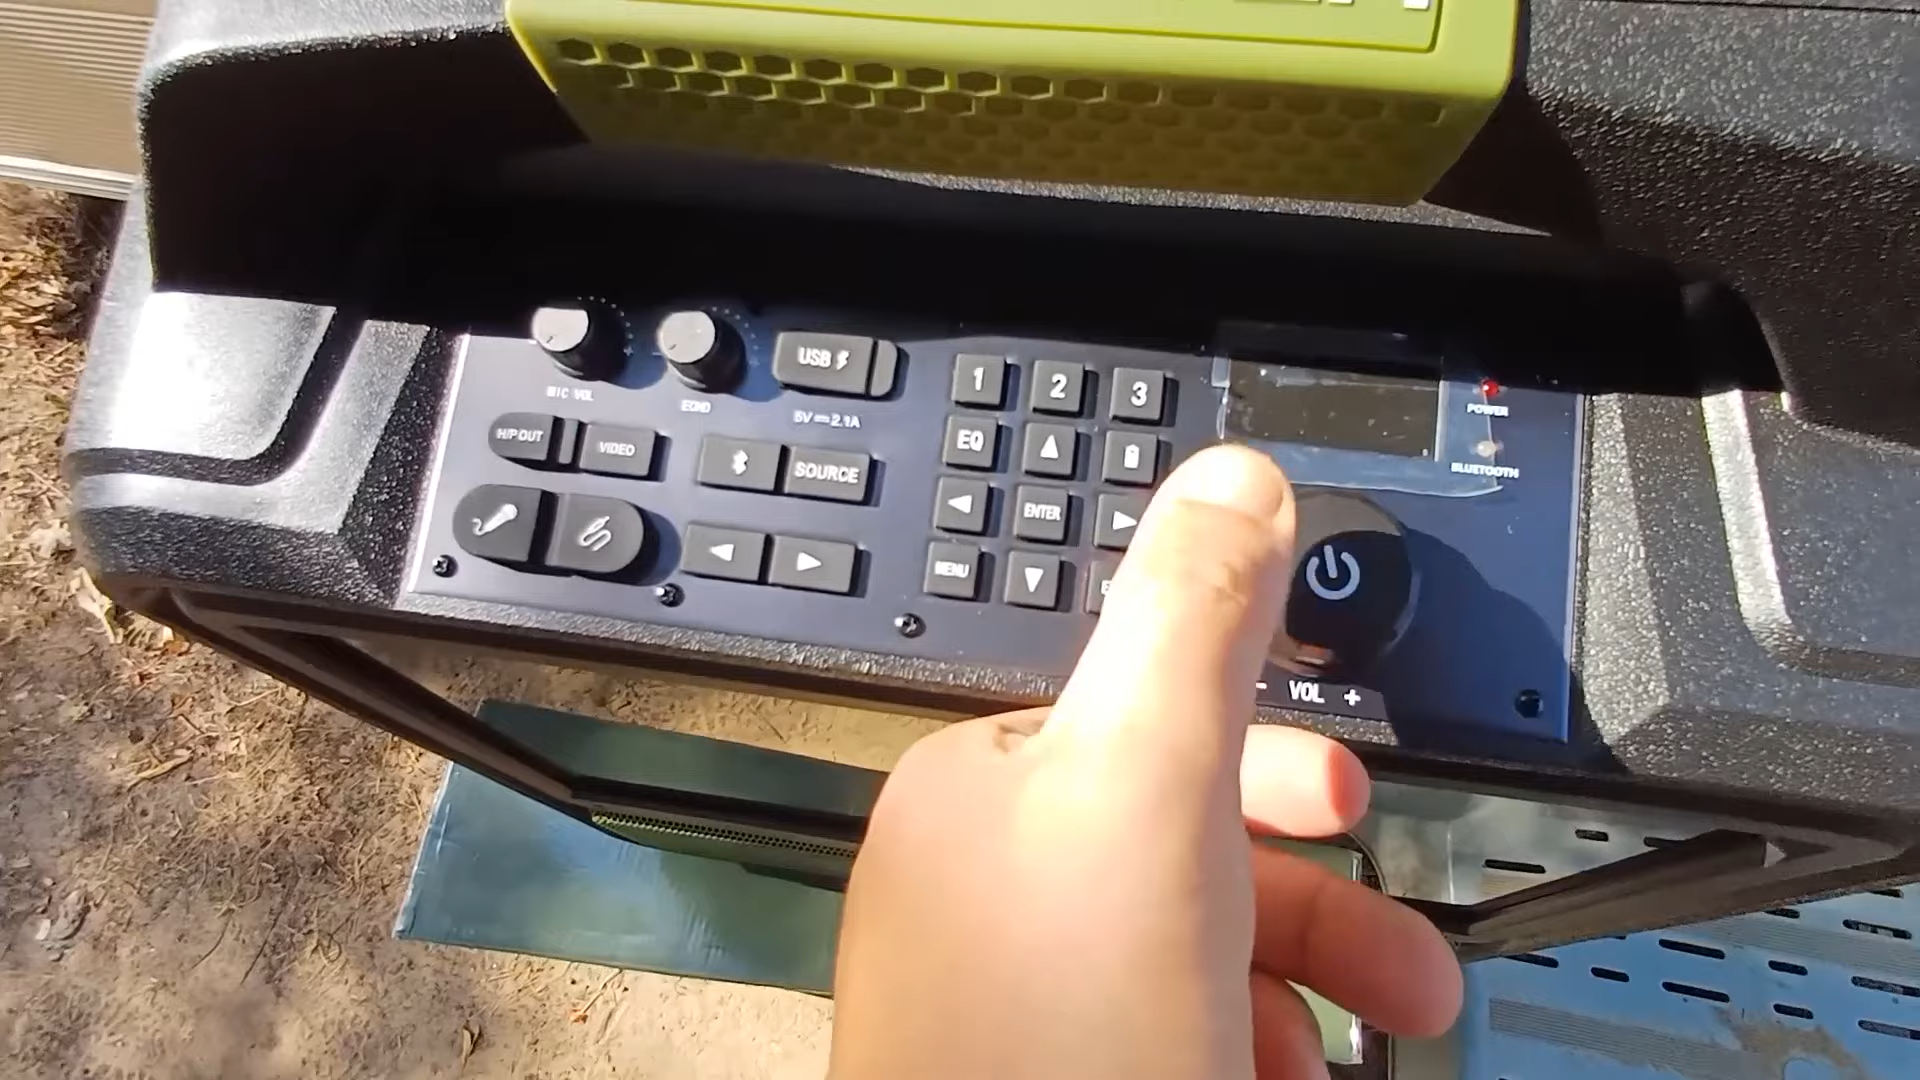 MIC VOL
ECHO
USB
5V⎓2.1A
H/P OUT
VIDEO
SOURCE
1
2
3
EQ
ENTER
MENU
POWER
BLUETOOTH
- VOL +